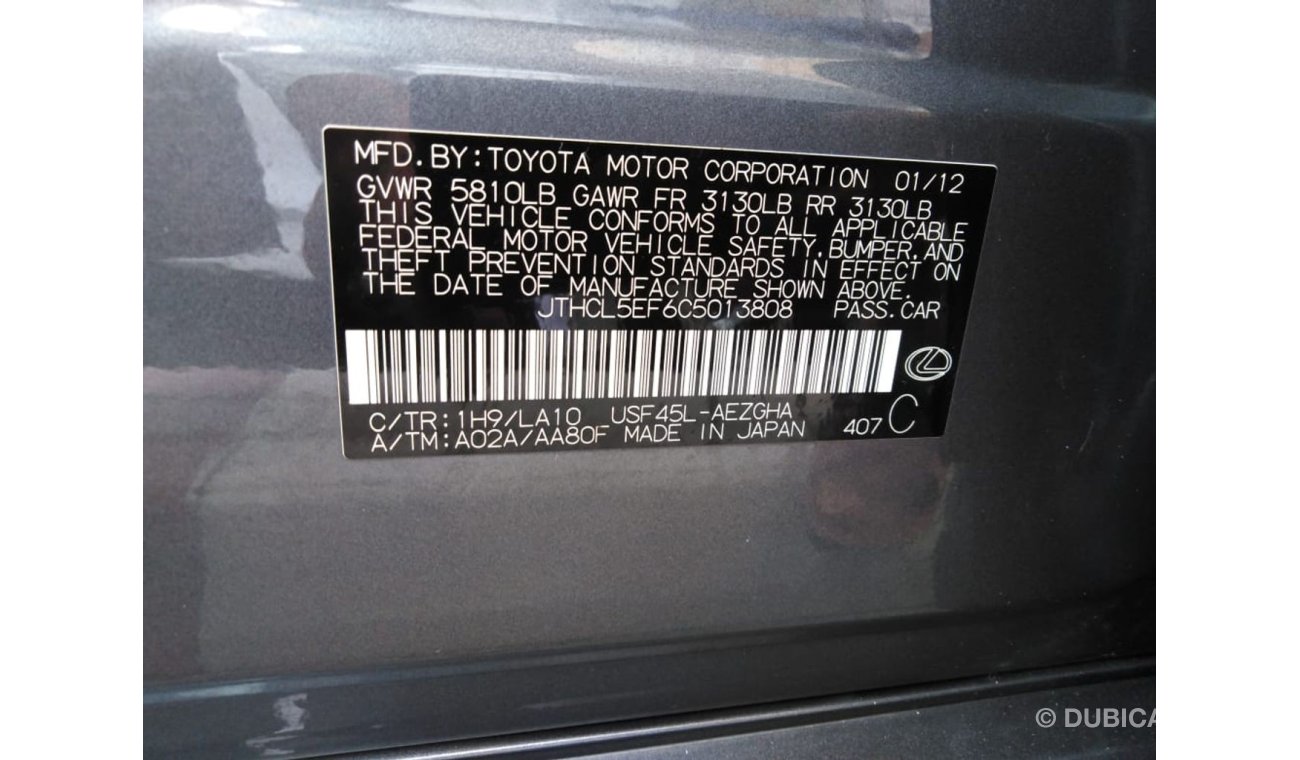 MFD.BY:TOYOTA MOTOR CORPORATION 01/12
GVWR 5810LB GAWR FR 3130LB RR 3130LB
THIS VEHICLE CONFORMS TO ALL APPLICABLE
FEDERAL MOTOR VEHICLE SAFETY,BUMPER,AND
THEFT PREVENTION STANDARDS IN EFFECT ON
THE DATE OF MANUFACTURE SHOWN ABOVE.
JTHCL5EF6C5013808 PASS.CAR
C/TR:1H9/LA10 USF45L-AEZGHA
A/TM:A02A/AA80F MADE IN JAPAN 407 C
© DUBICA